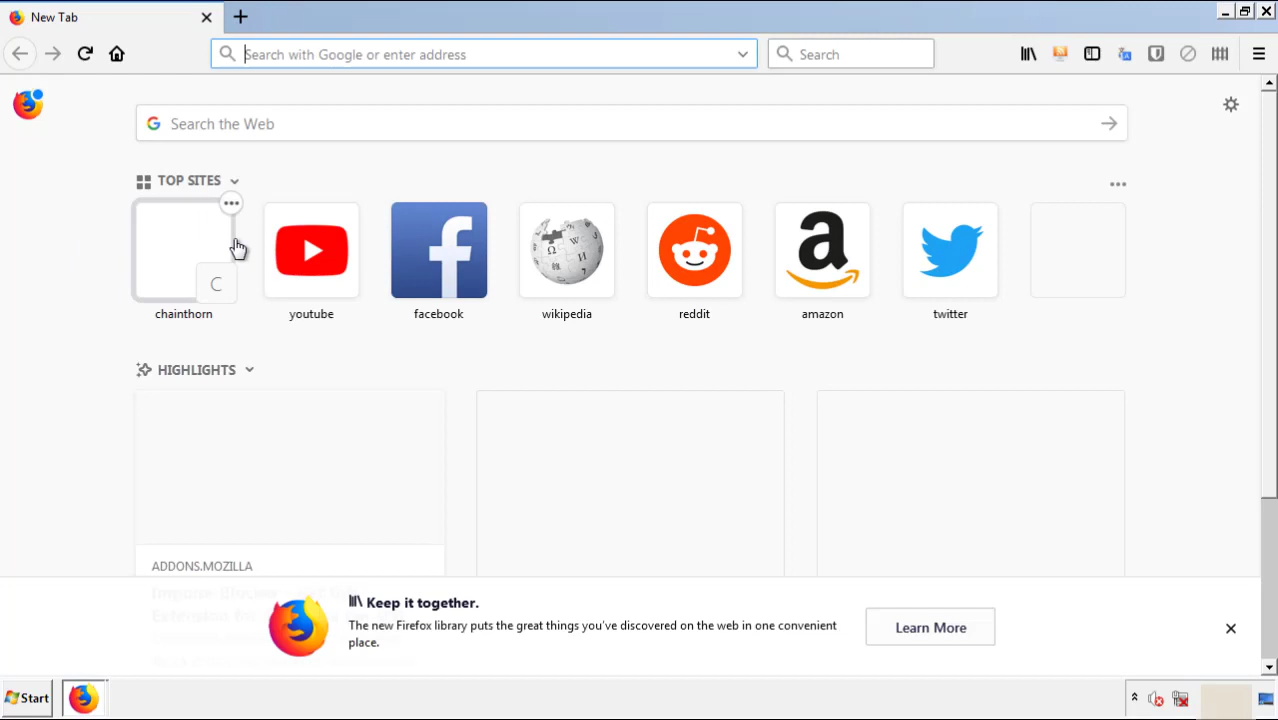 New Tab
Search with Google or enter address
Search
Search the Web
TOP SITES
C
chainthorn
youtube
facebook
wikipedia
reddit
amazon
twitter
HIGHLIGHTS
ADDONS.MOZILLA
Keep it together.
The new Firefox library puts the great things you've discovered on the web in one convenient
place.
Learn More
Start